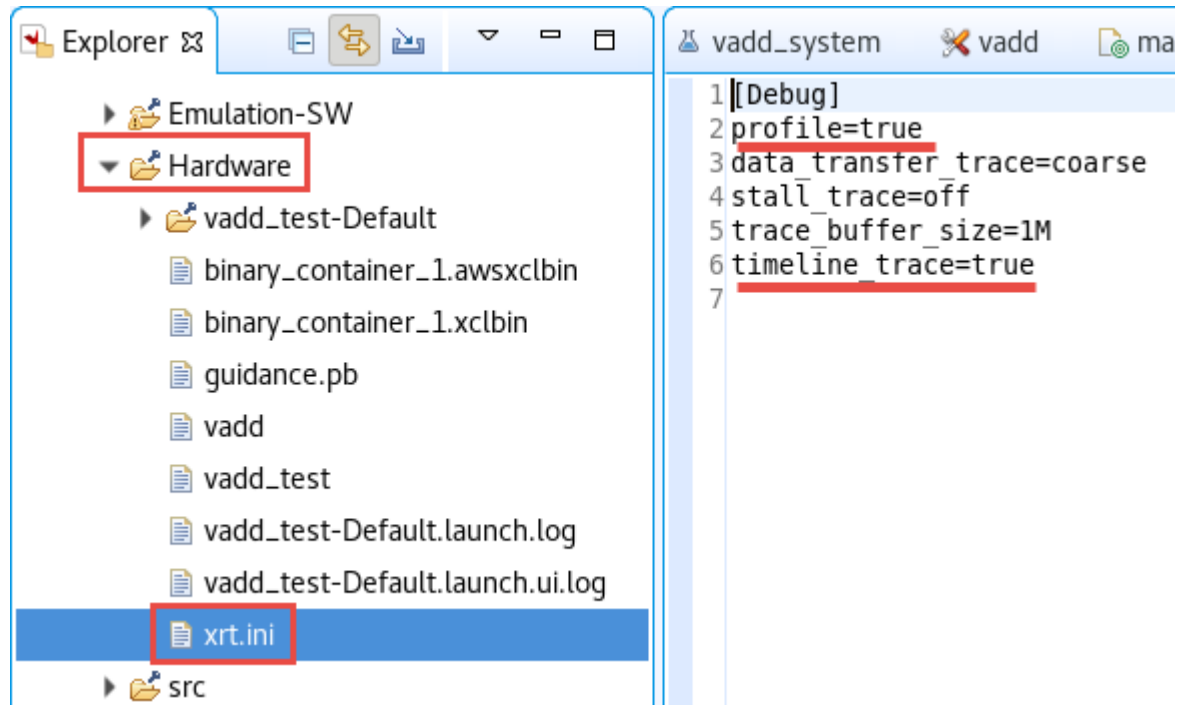 Explorer
Emulation-SW
Hardware
vadd_test-Default
binary_container_1.awsxclbin
binary_container_1.xclbin
guidance.pb
vadd
vadd_test
vadd_test-Default.launch.log
vadd_test-Default.launch.ui.log
xrt.ini
src
vadd_system vadd ma
1 [Debug]
2 profile=true
3 data_transfer_trace=coarse
4 stall_trace=off
5 trace_buffer_size=1M
6 timeline_trace=true
7